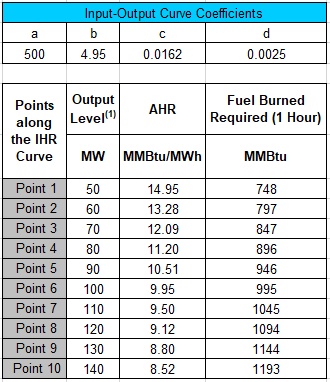 Input-Output Curve Coefficients
a b c d
500 4.95 0.0162 0.0025
Points along the IHR Curve Output Level(1) AHR Fuel Burned Required (1 Hour)
MW MMBtu/MWh MMBtu
Point 1 50 14.95 748
Point 2 60 13.28 797
Point 3 70 12.09 847
Point 4 80 11.20 896
Point 5 90 10.51 946
Point 6 100 9.95 995
Point 7 110 9.50 1045
Point 8 120 9.12 1094
Point 9 130 8.80 1144
Point 10 140 8.52 1193